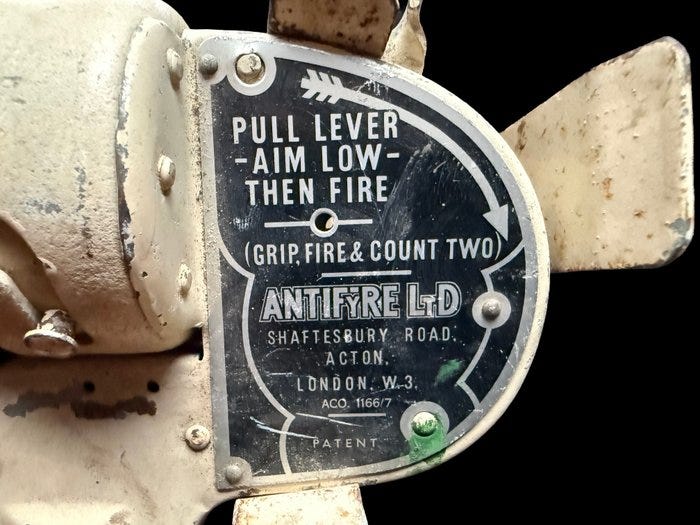 PULL LEVER
-AIM LOW-
THEN FIRE
(GRIP, FIRE & COUNT TWO)
ANTIFYRE LTD
SHAFTESBURY ROAD,
ACTON,
LONDON. W.3.
ACO. 1166/7
PATENT